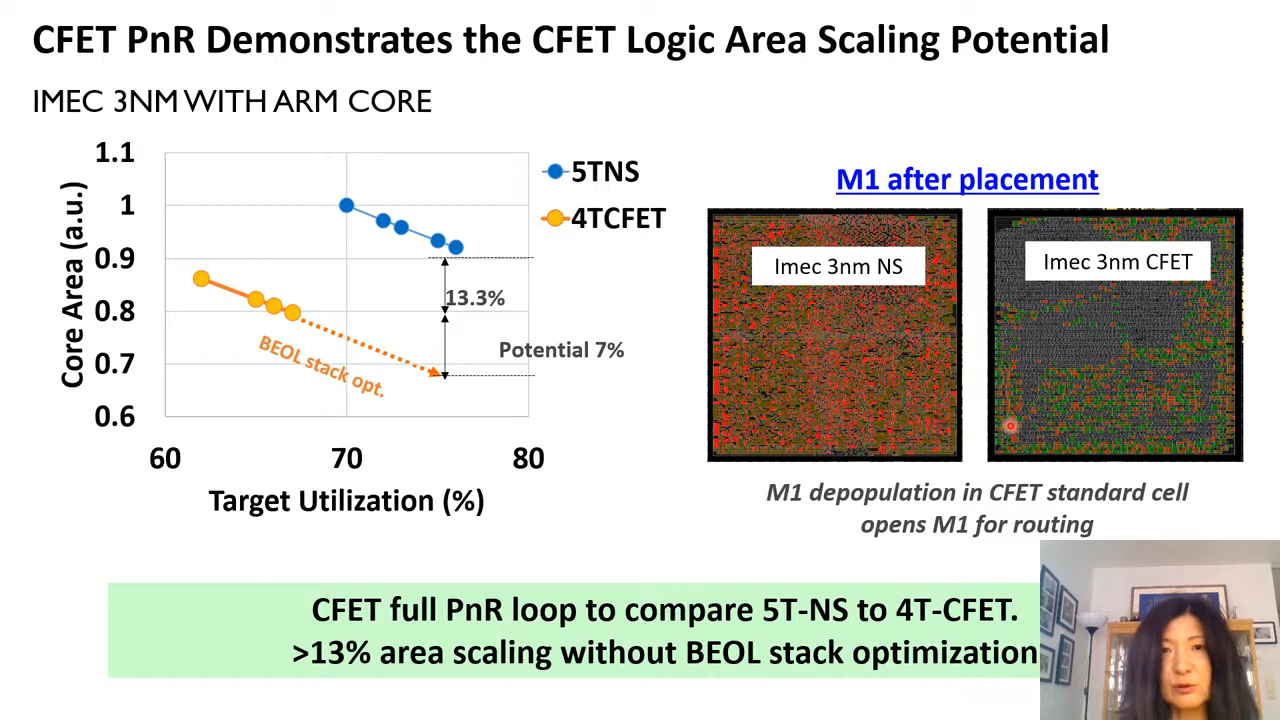 CFET PnR Demonstrates the CFET Logic Area Scaling Potential
IMEC 3NM WITH ARM CORE
Core Area (a.u.)
1.1
1
0.9
0.8
0.7
0.6
60
70
80
Target Utilization (%)
5TNS
4TCFET
13.3%
Potential 7%
BEOL stack opt.
M1 after placement
Imec 3nm NS
Imec 3nm CFET
M1 depopulation in CFET standard cell
opens M1 for routing
CFET full PnR loop to compare 5T-NS to 4T-CFET.
>13% area scaling without BEOL stack optimization